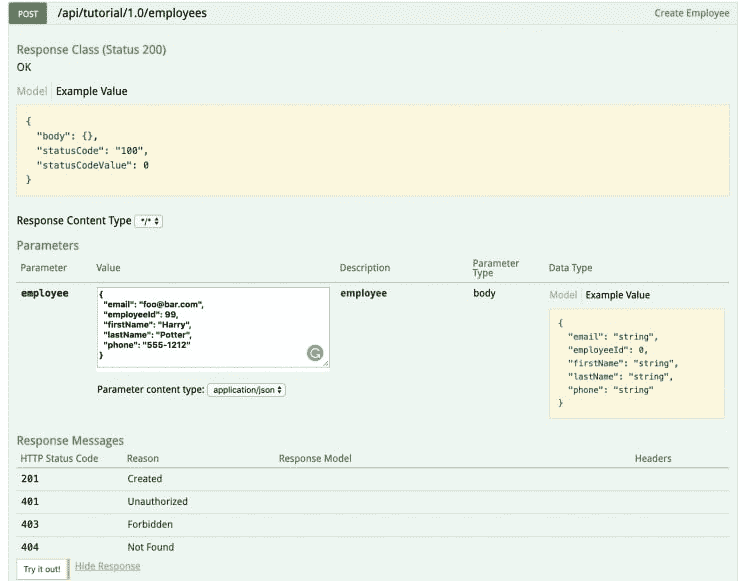 POST /api/tutorial/1.0/employees Create Employee
Response Class (Status 200)
OK
Model Example Value
{
"body": {},
"statusCode": "100",
"statusCodeValue": 0
}
Response Content Type */*
Parameters
Parameter Value Description Parameter Type Data Type
employee
{
"email": "foo@bar.com",
"employeeId": 99,
"firstName": "Harry",
"lastName": "Potter",
"phone": "555-1212"
}
employee body
Model Example Value
{
"email": "string",
"employeeId": 0,
"firstName": "string",
"lastName": "string",
"phone": "string"
}
Parameter content type: application/json
Response Messages
HTTP Status Code Reason Response Model Headers
201 Created
401 Unauthorized
403 Forbidden
404 Not Found
Try it out! Hide Response